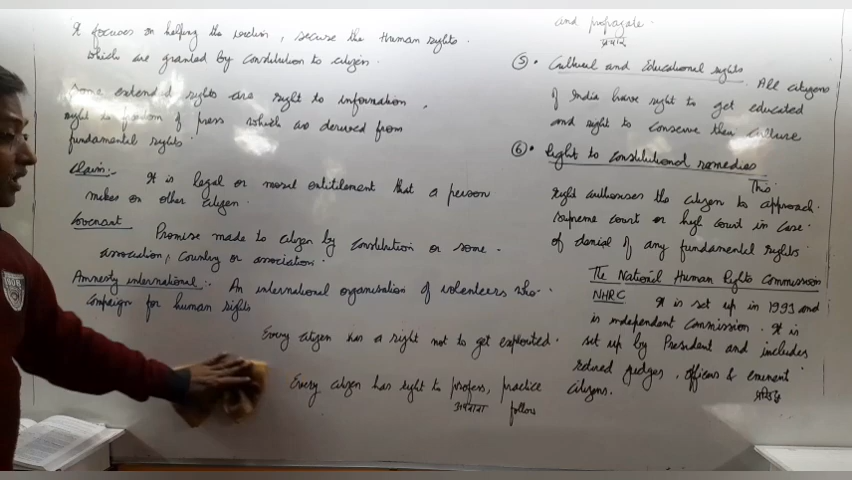 It focuses on helping the victim, secure the Human rights.
which are granted by constitution to citizen.
Some extend rights are right to information,
right to freedom of press which are derived from
fundamental rights.
Claim:-
It is legal or moral entitlement that a person
makes on other citizen.
Covenant
Promise made to citizen by constitution or some
association, Country or association.
Amnesty international:- An international organisation of volunteers who
Campaign for human rights
Every citizen has a right not to get exploited.
Every citizen has right to profess, practice
अपनाना follow
and propagate.
⑤ • Cultural and Educational rights
All citizens
of India have right to get educated
and right to conserve their culture
⑥ • Right to constitutional remedies
This
right authorises the citizen to approach
supreme court or high court in case
of denial of any fundamental rights.
The National Human Rights Commission
NHRC It is set up in 1993 and
is independent Commission. It is
set up by President and includes
retired judges, officers & eminent
citizens.